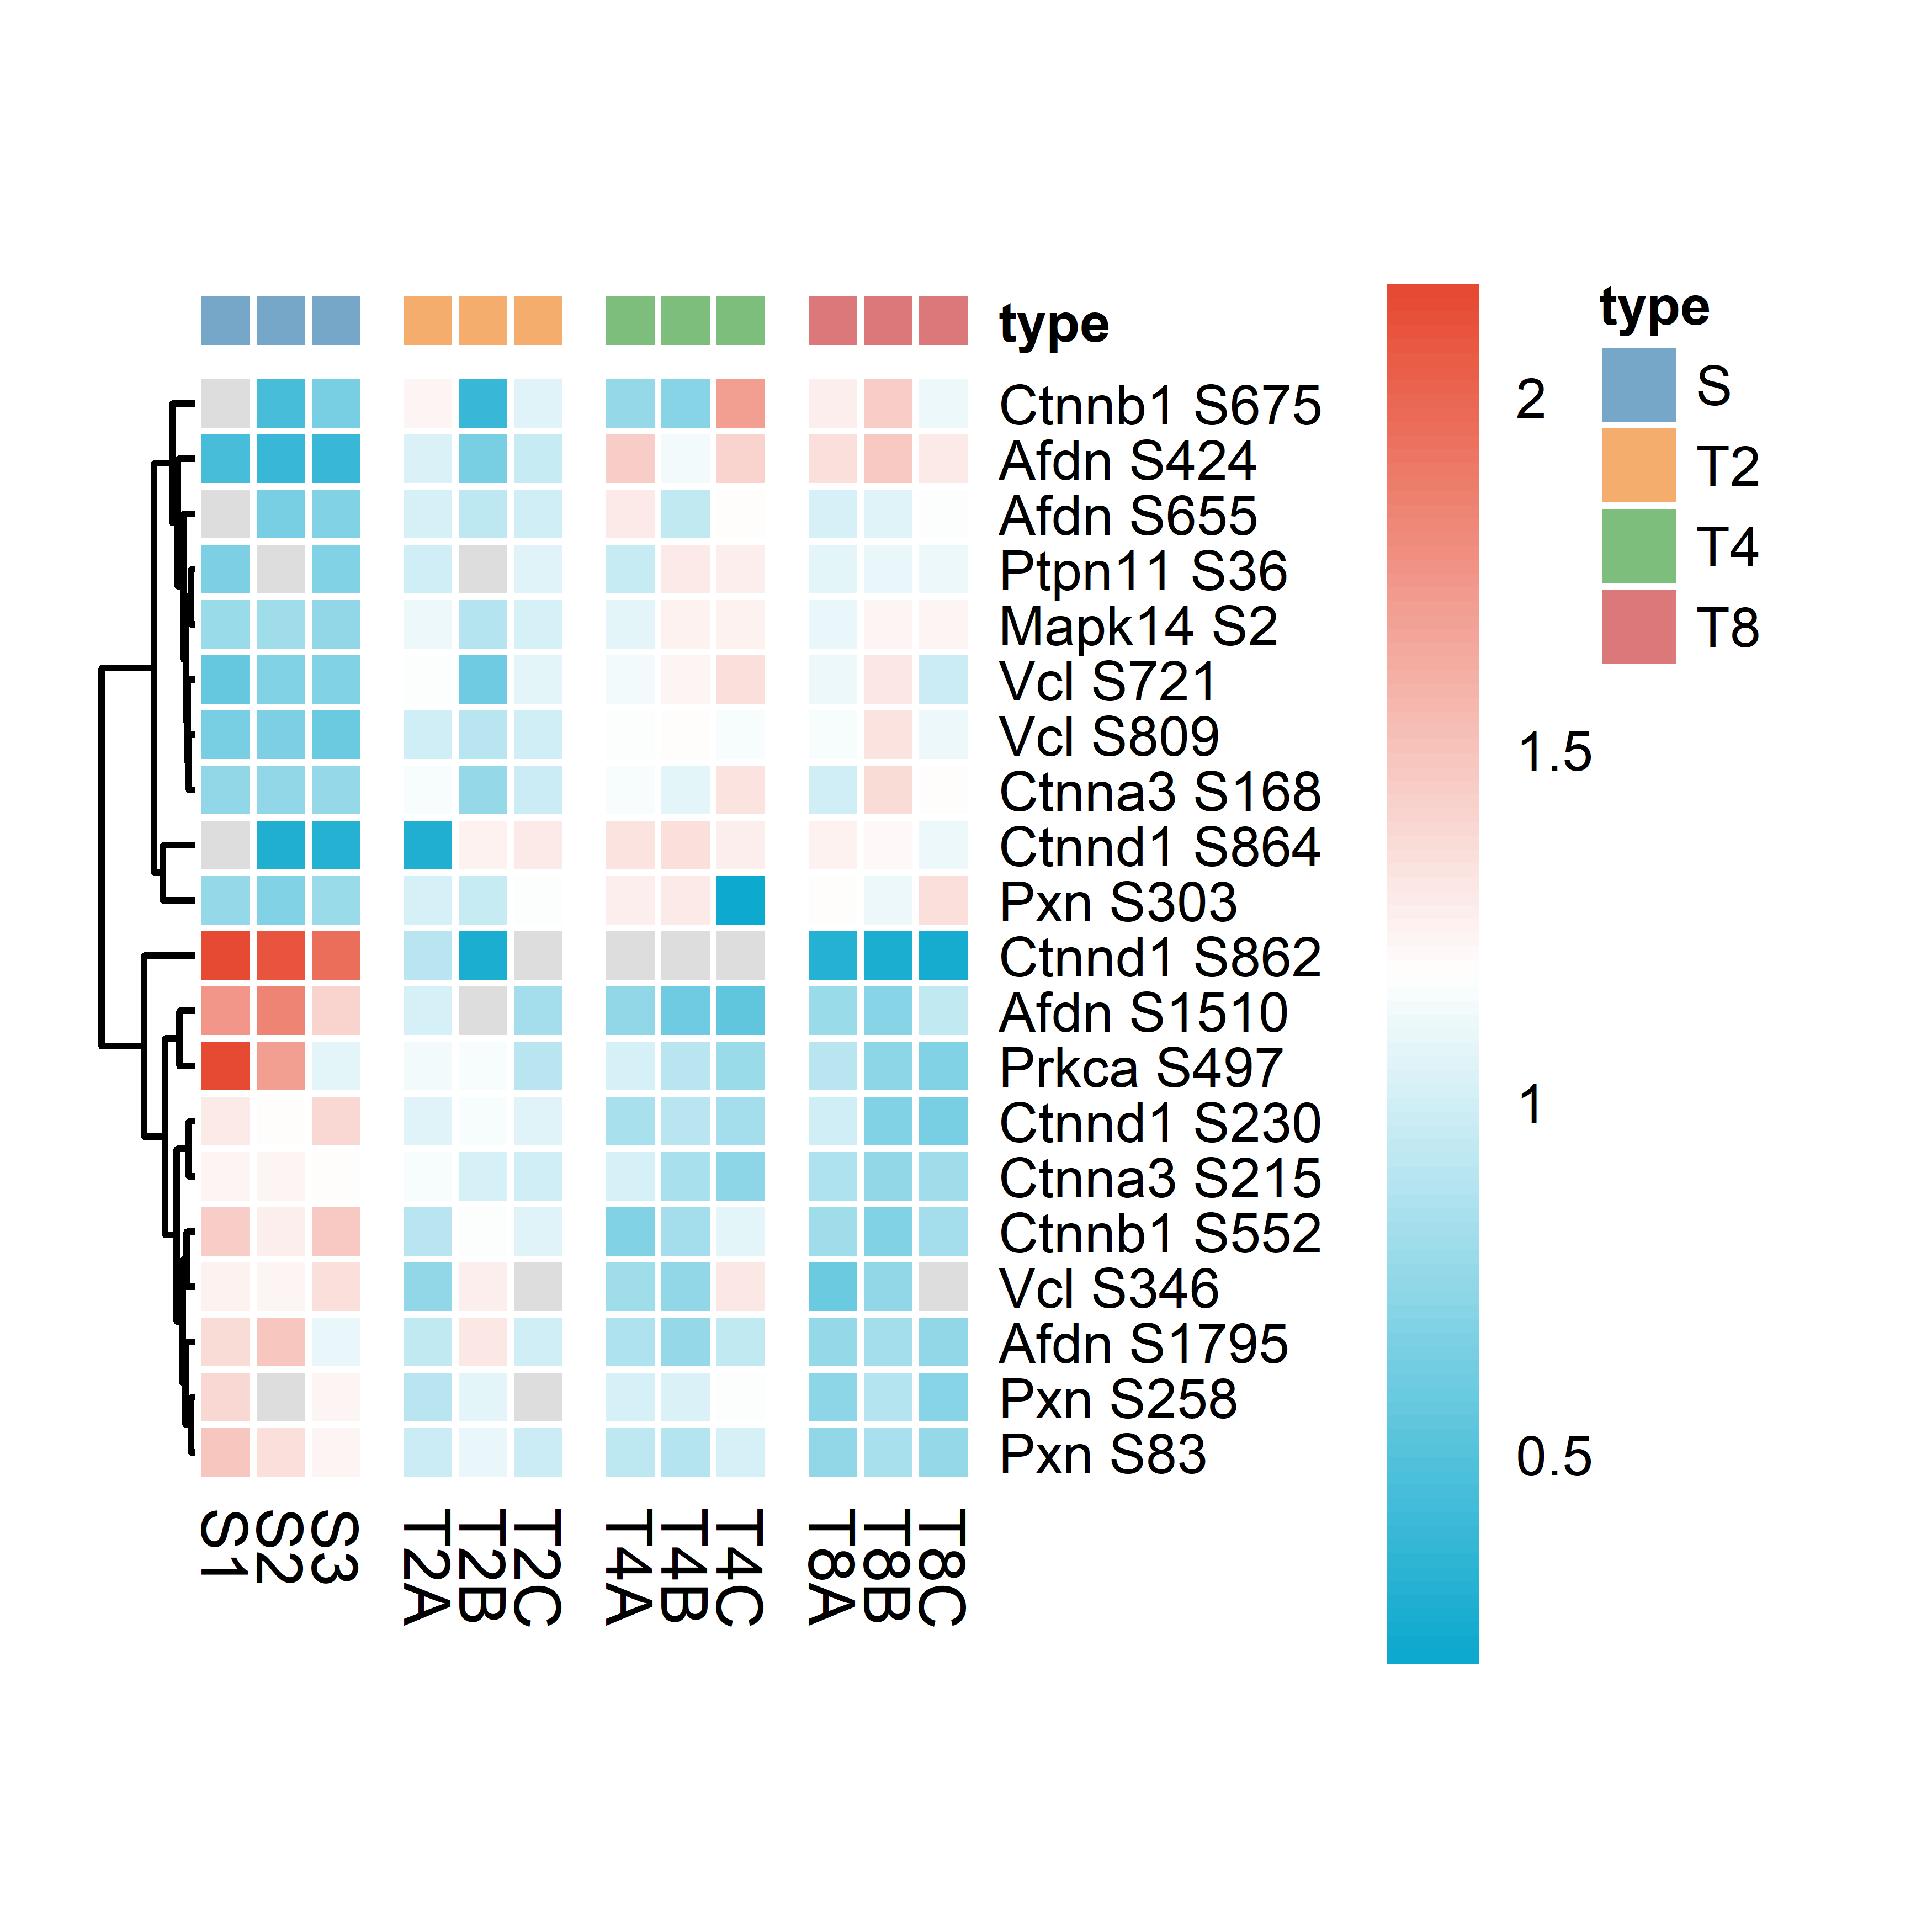 type
Ctnnb1 S675
Afdn S424
Afdn S655
Ptpn11 S36
Mapk14 S2
Vcl S721
Vcl S809
Ctnna3 S168
Ctnnd1 S864
Pxn S303
Ctnnd1 S862
Afdn S1510
Prkca S497
Ctnnd1 S230
Ctnna3 S215
Ctnnb1 S552
Vcl S346
Afdn S1795
Pxn S258
Pxn S83
S1 S2 S3 T2A T2B T2C T4A T4B T4C T8A T8B T8C
2
1.5
1
0.5
type
S
T2
T4
T8